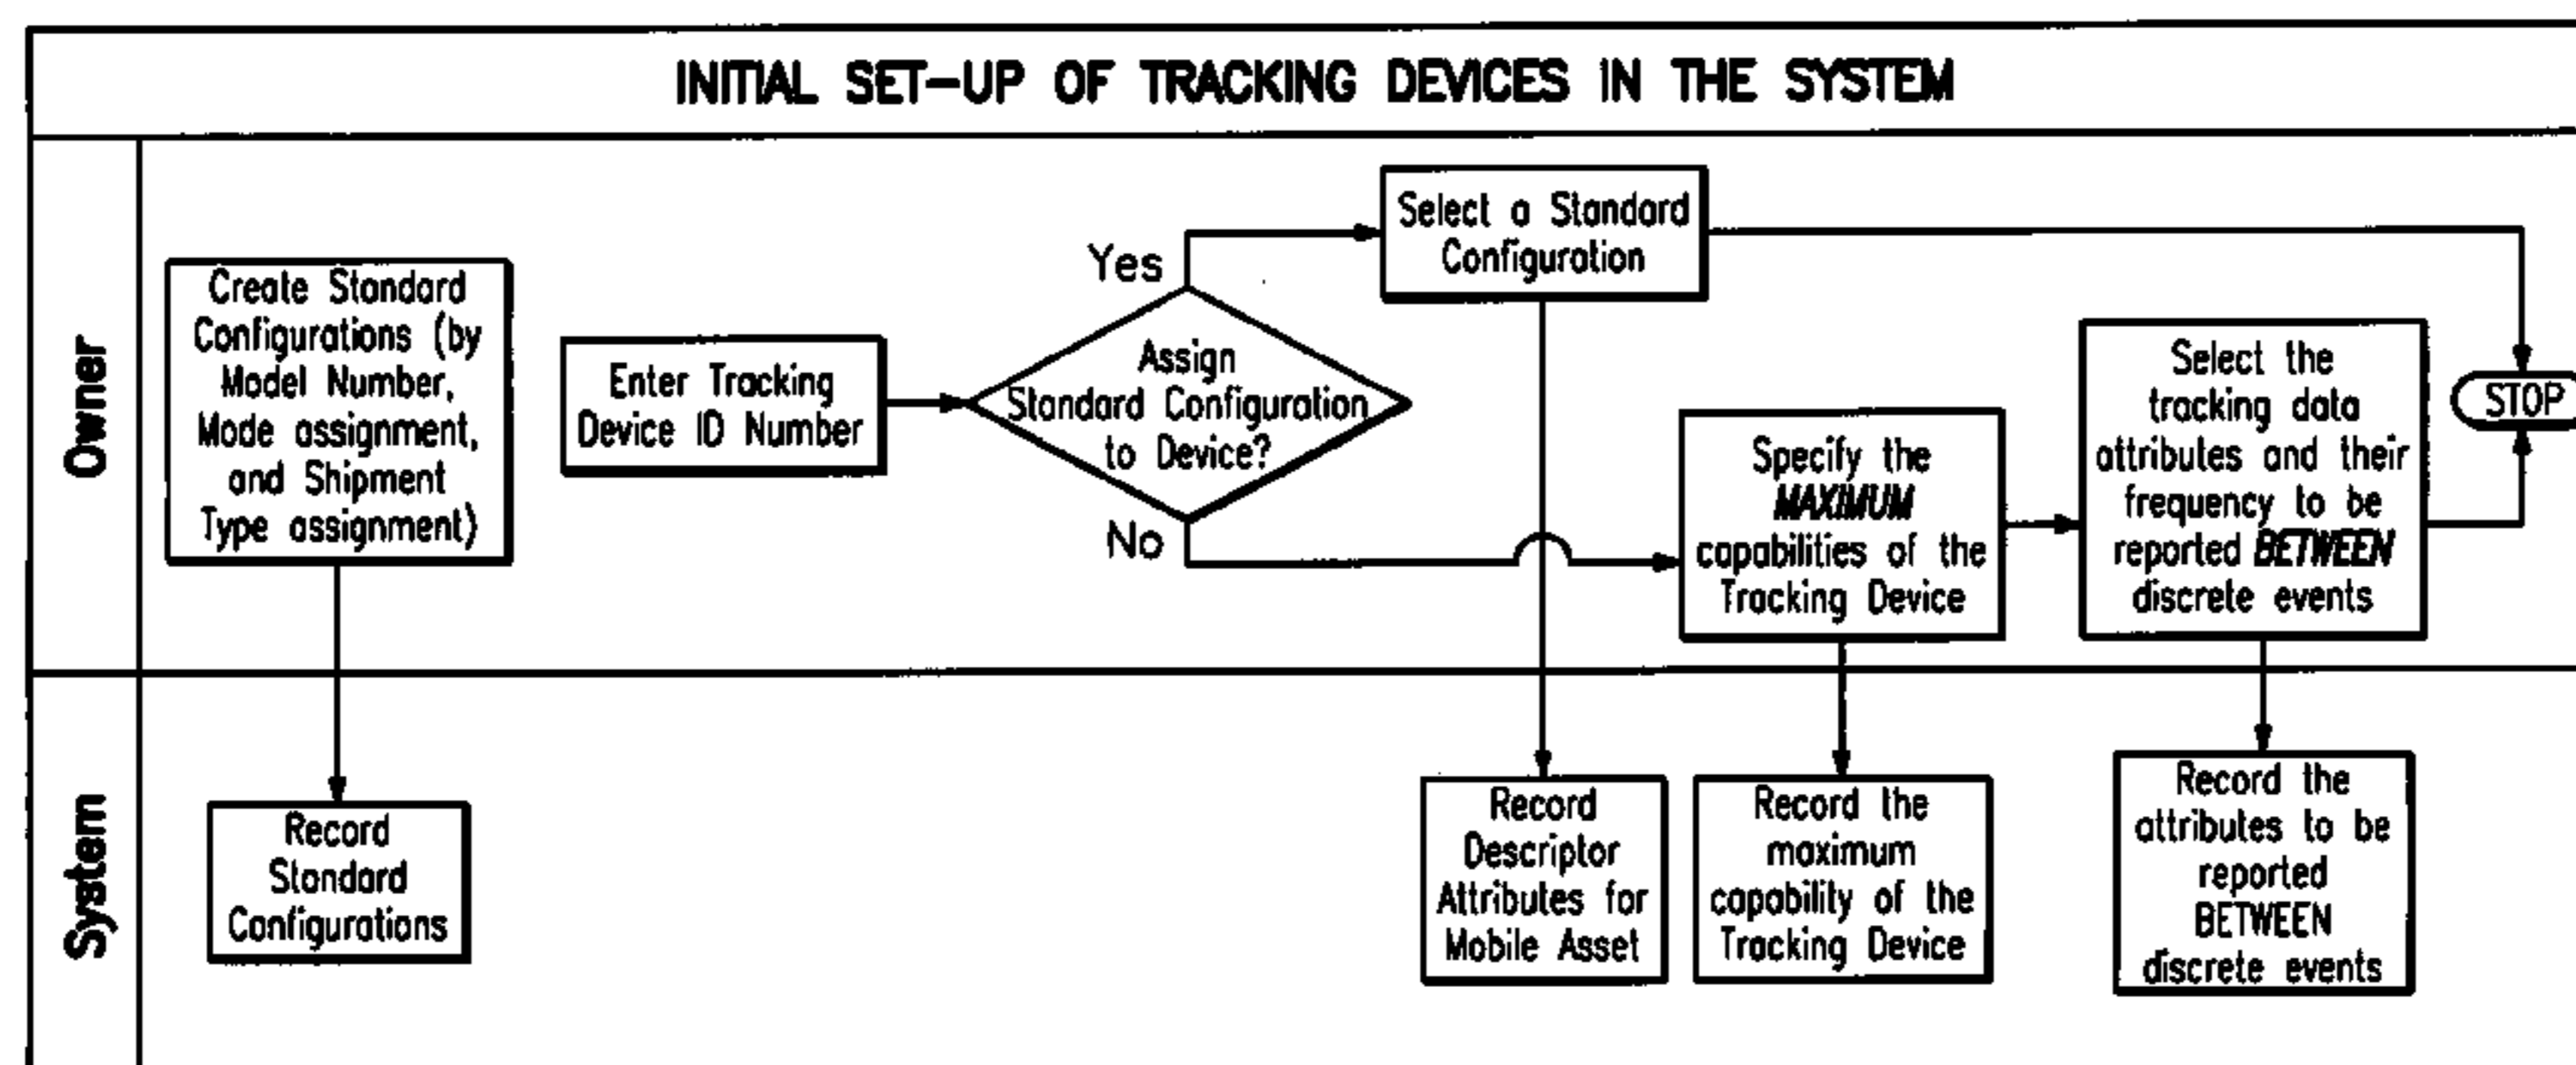 INITIAL SET-UP OF TRACKING DEVICES IN THE SYSTEM
Owner
Create Standard
Configurations (by
Model Number,
Mode assignment,
and Shipment
Type assignment)
Enter Tracking
Device ID Number
Yes
Assign
Standard Configuration
to Device?
No
Select a Standard
Configuration
Specify the
MAXIMUM
capabilities of the
Tracking Device
Select the
tracking data
attributes and their
frequency to be
reported BETWEEN
discrete events
STOP
System
Record
Standard
Configurations
Record
Descriptor
Attributes for
Mobile Asset
Record the
maximum
capability of the
Tracking Device
Record the
attributes to be
reported
BETWEEN
discrete events